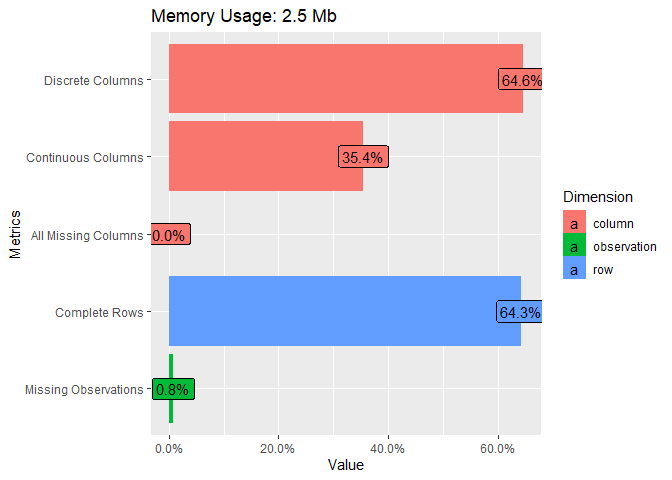 Memory Usage: 2.5 Mb
Discrete Columns
64.6%
Continuous Columns
35.4%
All Missing Columns
0.0%
Complete Rows
64.3%
Missing Observations
0.8%
Metrics
0.0%
20.0%
40.0%
60.0%
Value
Dimension
a column
a observation
a row